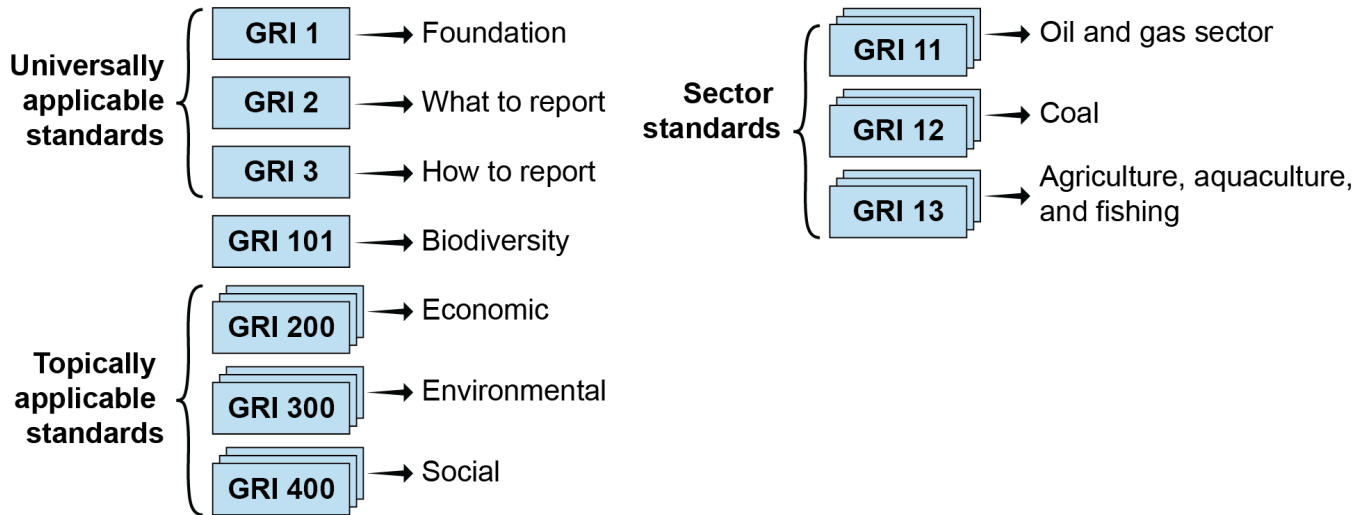 Universally
applicable
standards
GRI 1
Foundation
GRI 2
What to report
GRI 3
How to report
GRI 101
Biodiversity
Topically
applicable
standards
GRI 200
Economic
GRI 300
Environmental
GRI 400
Social
Sector
standards
GRI 11
Oil and gas sector
GRI 12
Coal
GRI 13
Agriculture, aquaculture,
and fishing